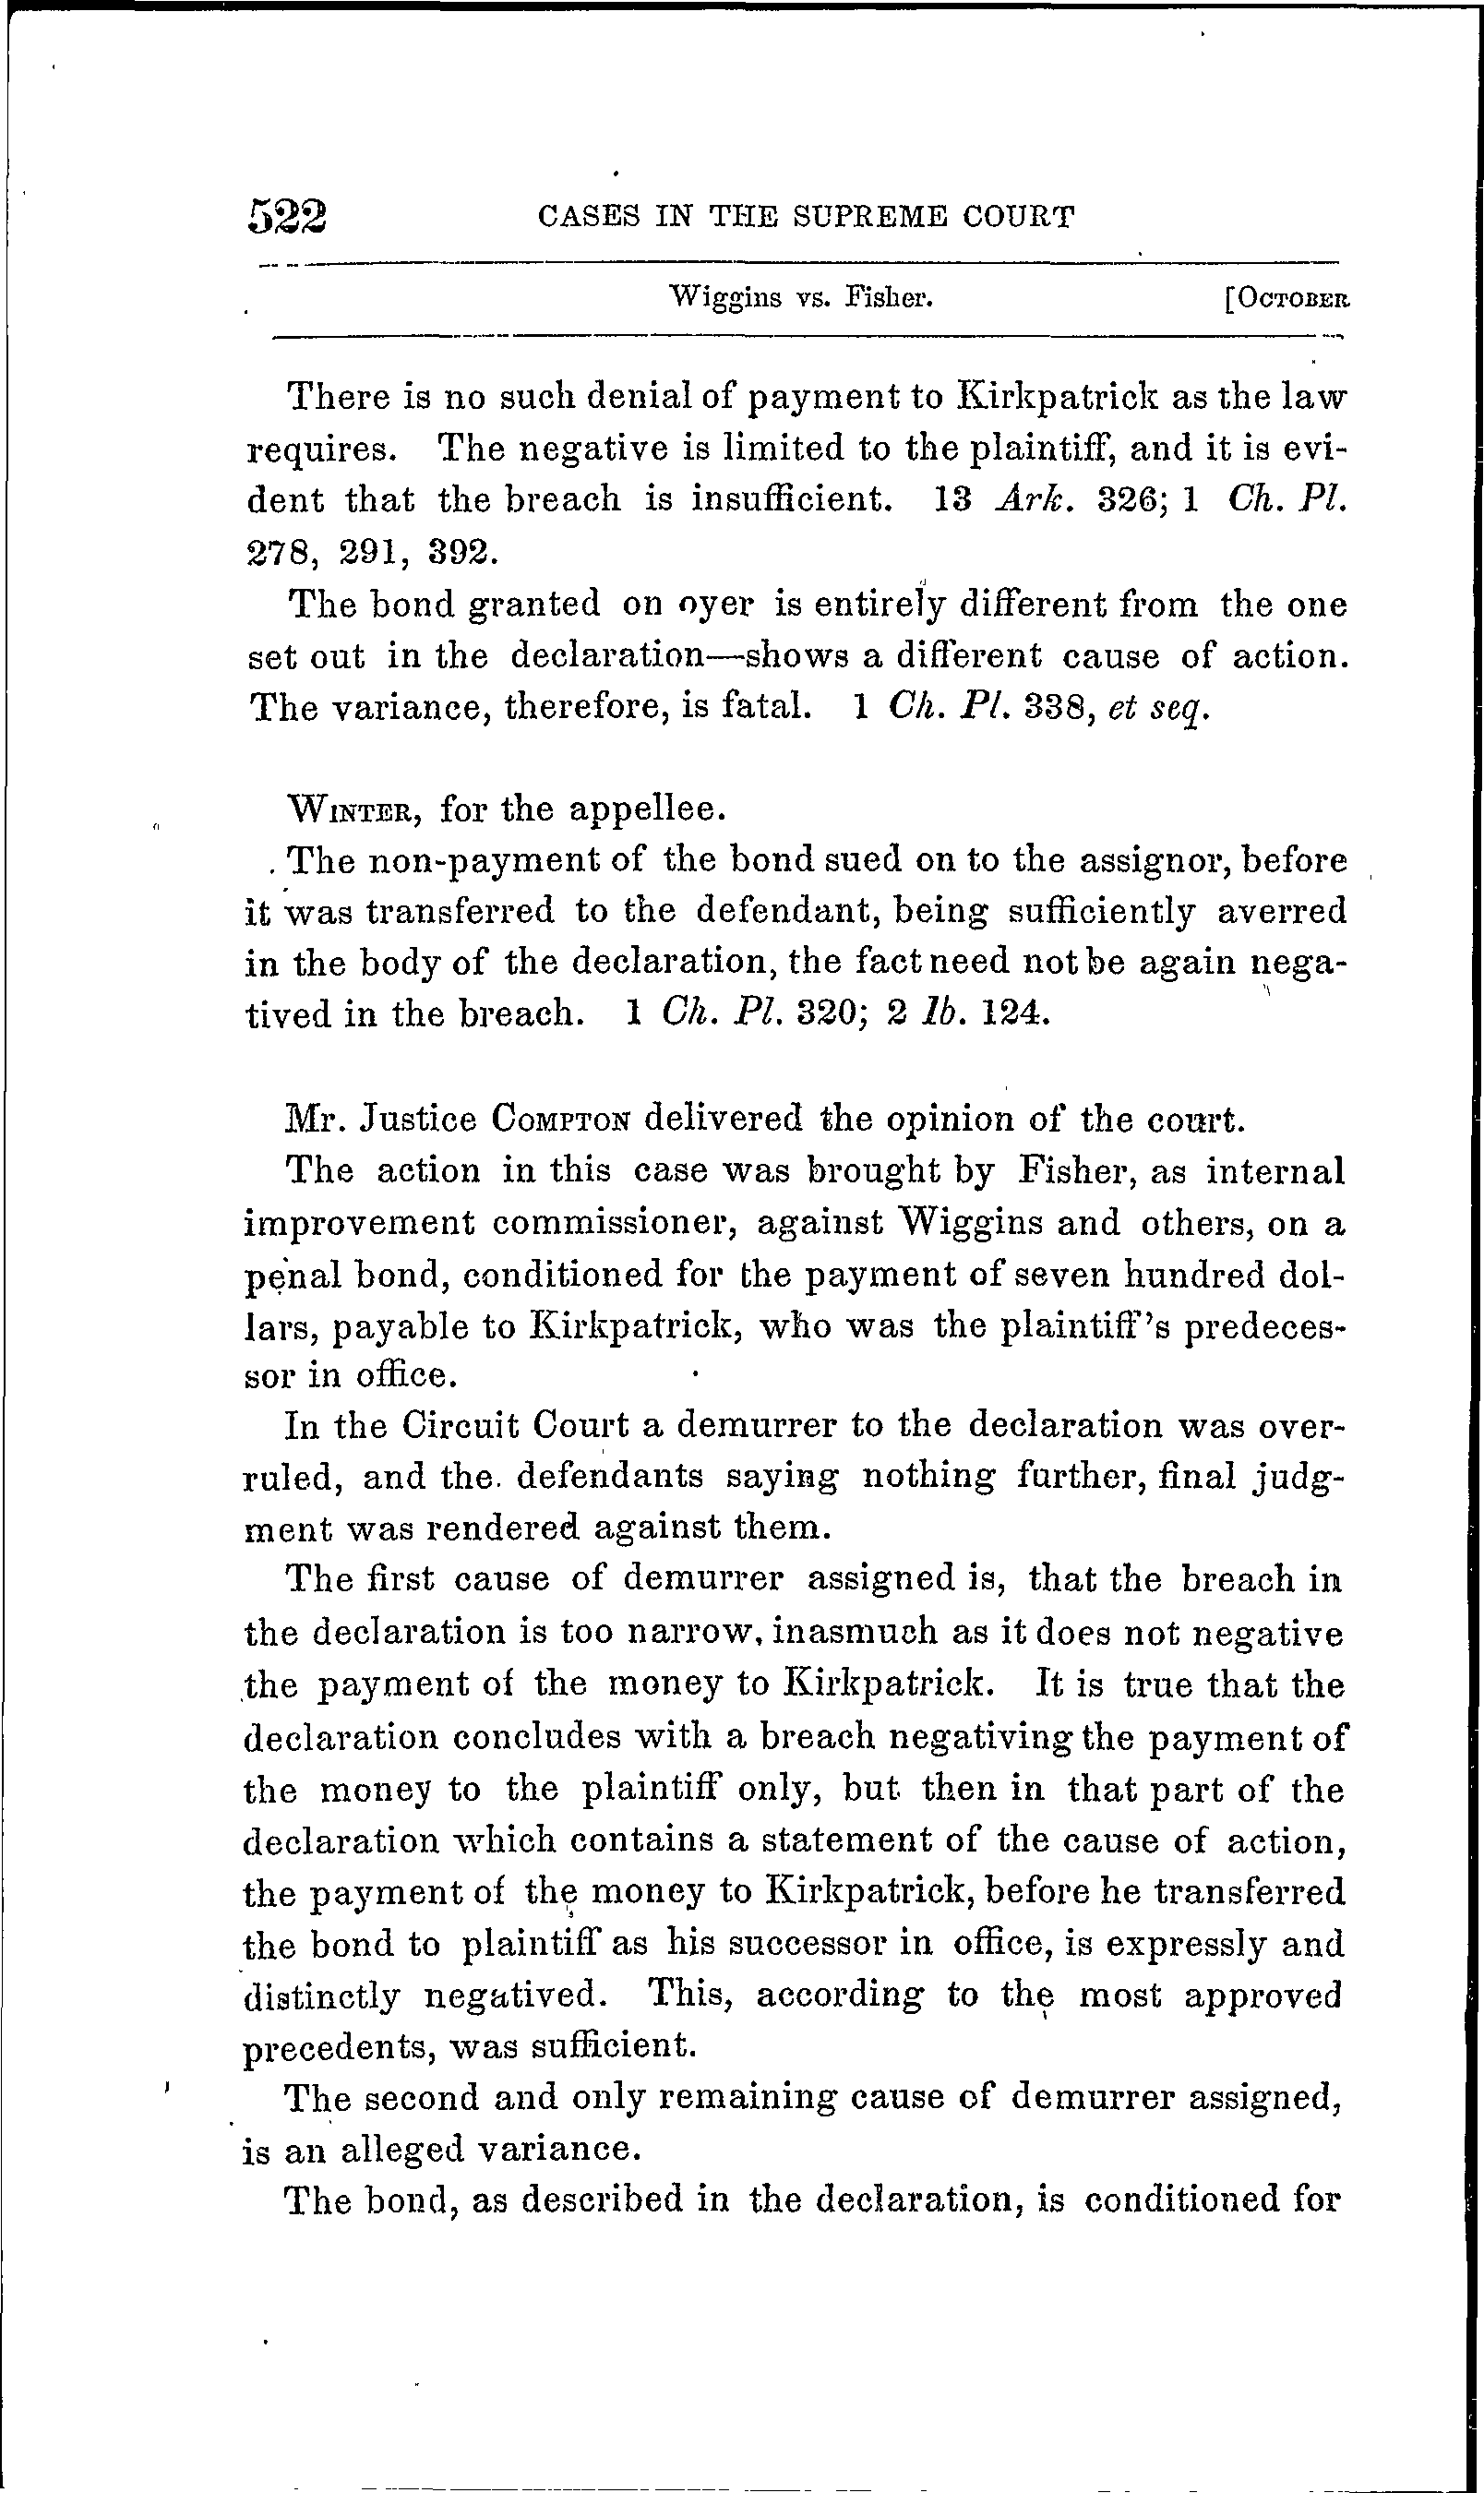 522 CASES IN THE SUPREME COURT
Wiggins vs. Fisher. [OCTOBER
There is no such denial of payment to Kirkpatrick as the law
requires. The negative is limited to the plaintiff, and it is evi-
dent that the breach is insufficient. 13 Ark. 326; 1 Ch. Pl.
278, 291, 392.
The bond granted on oyer is entirely different from the one
set out in the declaration—shows a different cause of action.
The variance, therefore, is fatal. 1 Ch. Pl. 338, et seq.
WINTER, for the appellee.
The non-payment of the bond sued on to the assignor, before
it was transferred to the defendant, being sufficiently averred
in the body of the declaration, the fact need not be again nega-
tived in the breach. 1 Ch. Pl. 320; 2 Ib. 124.
Mr. Justice COMPTON delivered the opinion of the court.
The action in this case was brought by Fisher, as internal
improvement commissioner, against Wiggins and others, on a
penal bond, conditioned for the payment of seven hundred dol-
lars, payable to Kirkpatrick, who was the plaintiff's predeces-
sor in office.
In the Circuit Court a demurrer to the declaration was over-
ruled, and the defendants saying nothing further, final judg-
ment was rendered against them.
The first cause of demurrer assigned is, that the breach in
the declaration is too narrow, inasmuch as it does not negative
the payment of the money to Kirkpatrick. It is true that the
declaration concludes with a breach negativing the payment of
the money to the plaintiff only, but then in that part of the
declaration which contains a statement of the cause of action,
the payment of the money to Kirkpatrick, before he transferred
the bond to plaintiff as his successor in office, is expressly and
distinctly negatived. This, according to the most approved
precedents, was sufficient.
The second and only remaining cause of demurrer assigned,
is an alleged variance.
The bond, as described in the declaration, is conditioned for